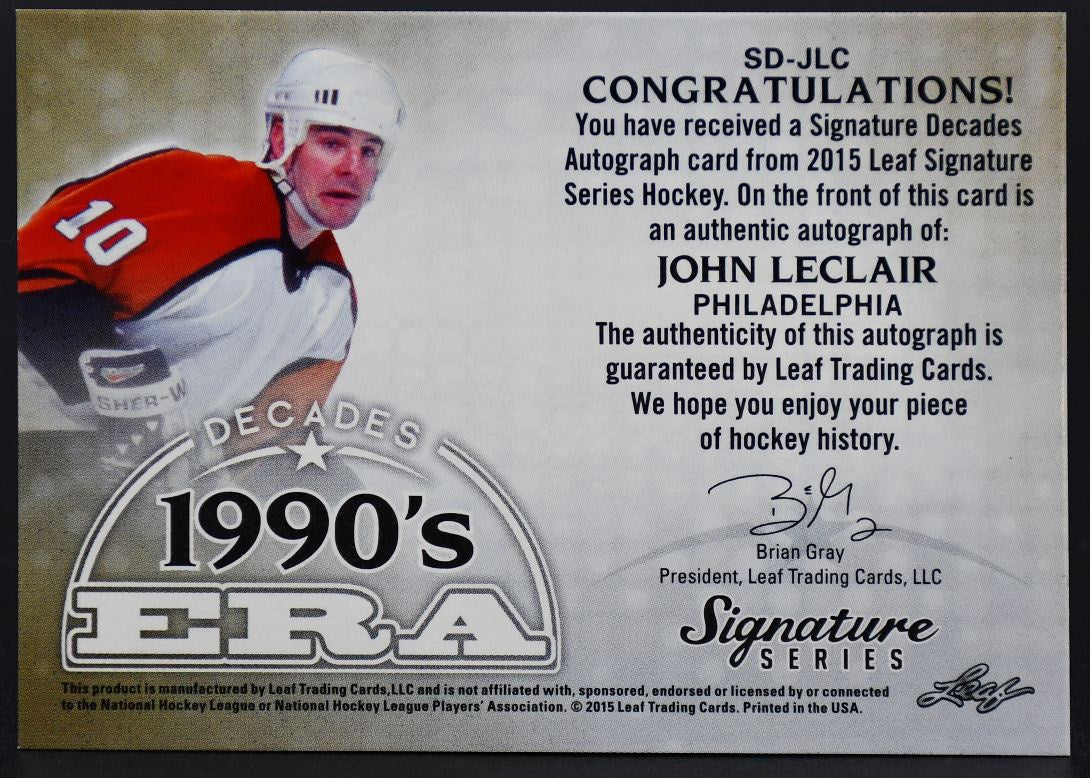 SD-JLC
CONGRATULATIONS!
You have received a Signature Decades
Autograph card from 2015 Leaf Signature
Series Hockey. On the front of this card is
an authentic autograph of:
JOHN LECLAIR
PHILADELPHIA
The authenticity of this autograph is
guaranteed by Leaf Trading Cards.
We hope you enjoy your piece
of hockey history.
Brian Gray
President, Leaf Trading Cards, LLC
Signature
SERIES
Leaf
10
SHER-W
DECADES
1990's
ERA
This product is manufactured by Leaf Trading Cards,LLC and is not affiliated with, sponsored, endorsed or licensed by or connected
to the National Hockey League or National Hockey League Players' Association. © 2015 Leaf Trading Cards. Printed in the USA.